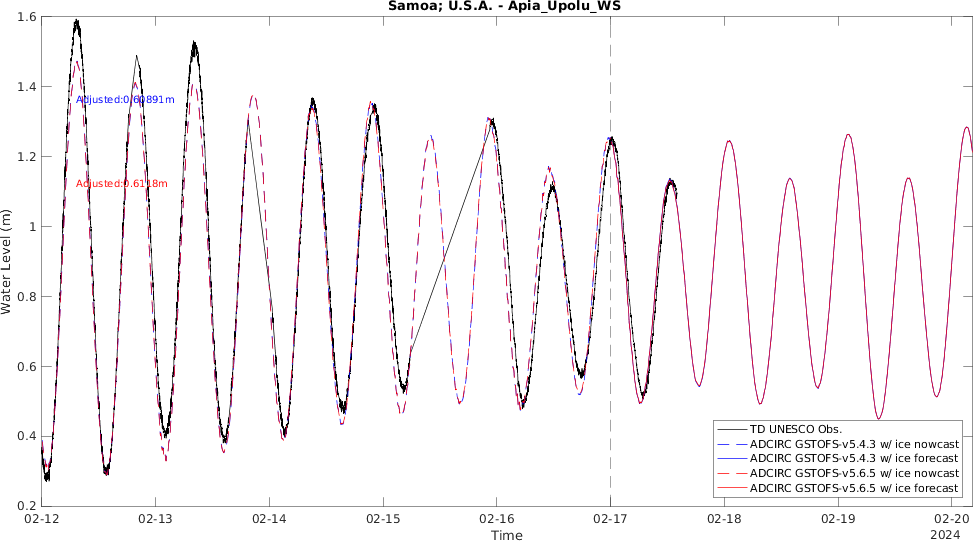 Samoa; U.S.A. - Apia_Upolu_WS
1.6
1.4
1.2
1
0.8
0.6
0.4
0.2
Water Level (m)
Adjusted:0.60891m
Adjusted:0.6118m
TD UNESCO Obs.
ADCIRC GSTOFS-v5.4.3 w/ ice nowcast
ADCIRC GSTOFS-v5.4.3 w/ ice forecast
ADCIRC GSTOFS-v5.6.5 w/ ice nowcast
ADCIRC GSTOFS-v5.6.5 w/ ice forecast
02-12 02-13 02-14 02-15 02-16 02-17 02-18 02-19 02-20
Time
2024